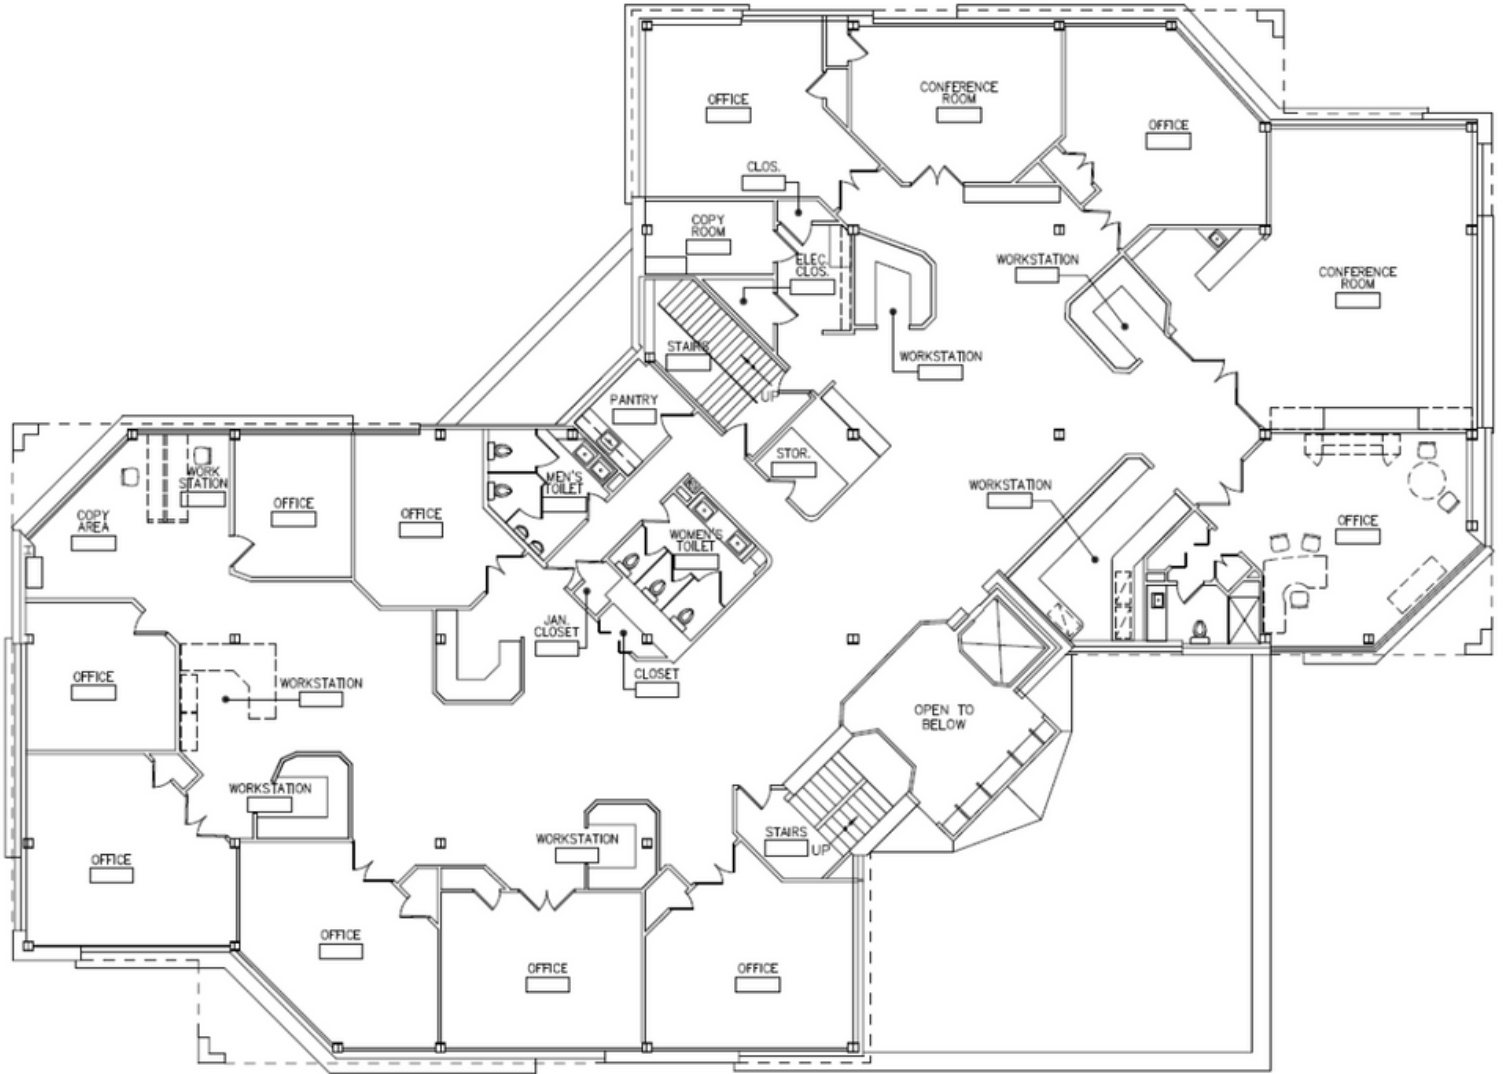 OFFICE
CONFERENCE
ROOM
OFFICE
CLOS.
COPY
ROOM
ELEC.
CLOS.
WORKSTATION
CONFERENCE
ROOM
STAIRS
WORKSTATION
UP
PANTRY
STOR.
WORK
STATION
MEN'S
TOILET
WORKSTATION
OFFICE
OFFICE
COPY
AREA
OFFICE
WOMEN'S
TOILET
JAN.
CLOSET
CLOSET
OFFICE
WORKSTATION
OPEN TO
BELOW
WORKSTATION
WORKSTATION
STAIRS
UP
OFFICE
OFFICE
OFFICE
OFFICE